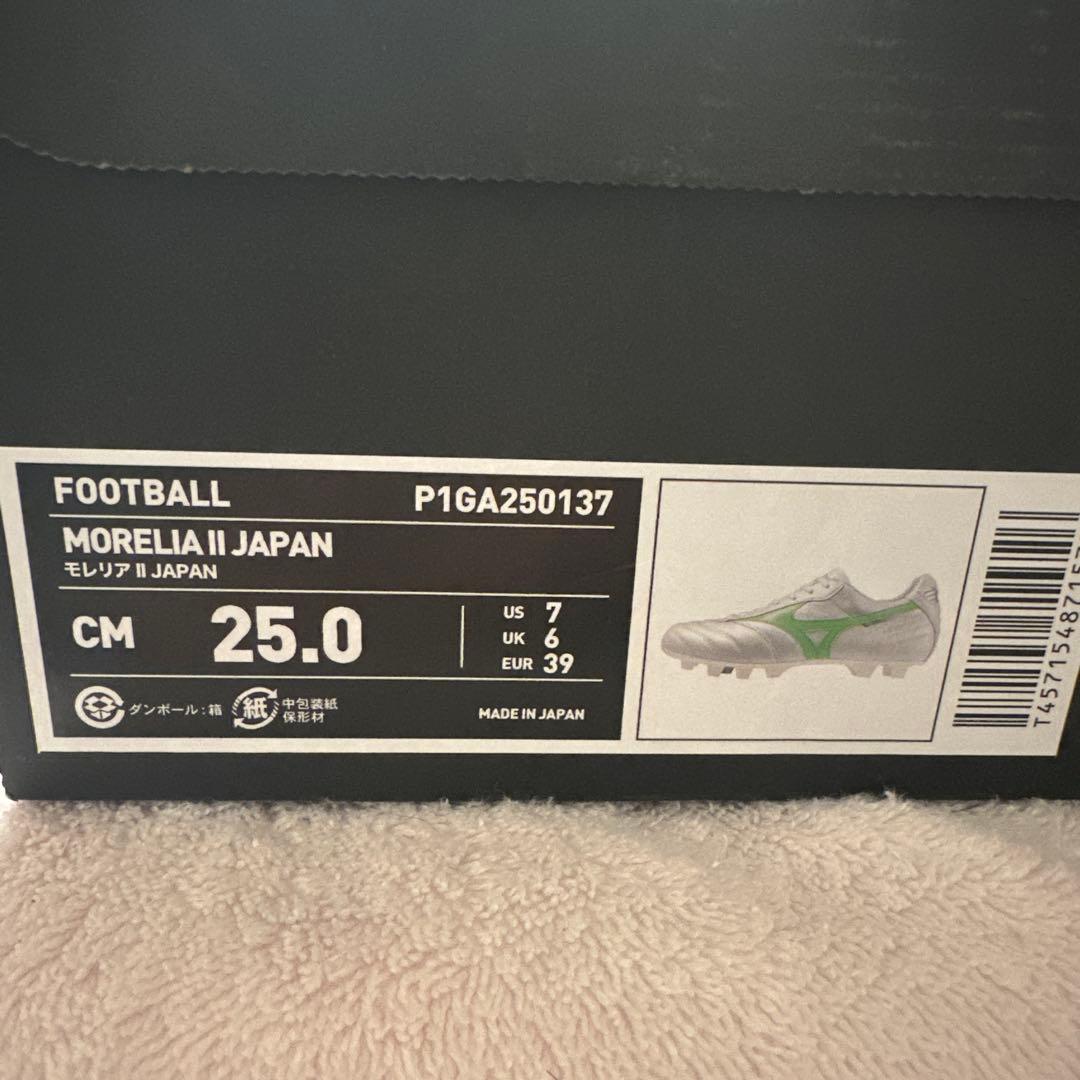 FOOTBALL P1GA250137
MORELIA II JAPAN
モレリア II JAPAN
CM 25.0
US 7
UK 6
EUR 39
ダンボール:箱
紙 中包装紙
保形材
MADE IN JAPAN